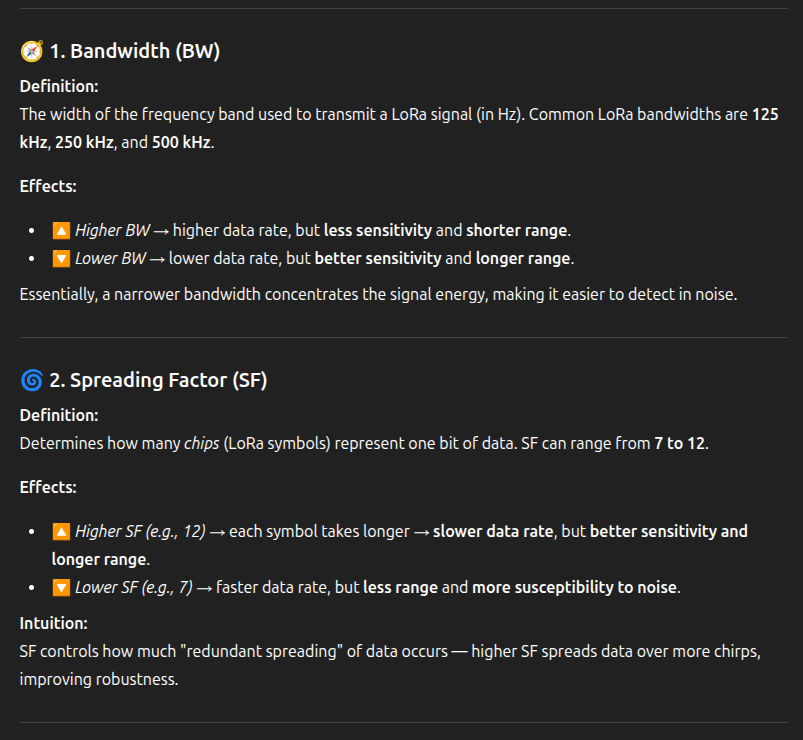 🧭 1. Bandwidth (BW)
Definition:
The width of the frequency band used to transmit a LoRa signal (in Hz). Common LoRa bandwidths are 125
kHz, 250 kHz, and 500 kHz.
Effects:
• 🔼 Higher BW → higher data rate, but less sensitivity and shorter range.
• 🔽 Lower BW → lower data rate, but better sensitivity and longer range.
Essentially, a narrower bandwidth concentrates the signal energy, making it easier to detect in noise.
🌀 2. Spreading Factor (SF)
Definition:
Determines how many chips (LoRa symbols) represent one bit of data. SF can range from 7 to 12.
Effects:
• 🔼 Higher SF (e.g., 12) → each symbol takes longer → slower data rate, but better sensitivity and
longer range.
• 🔽 Lower SF (e.g., 7) → faster data rate, but less range and more susceptibility to noise.
Intuition:
SF controls how much "redundant spreading" of data occurs — higher SF spreads data over more chirps,
improving robustness.